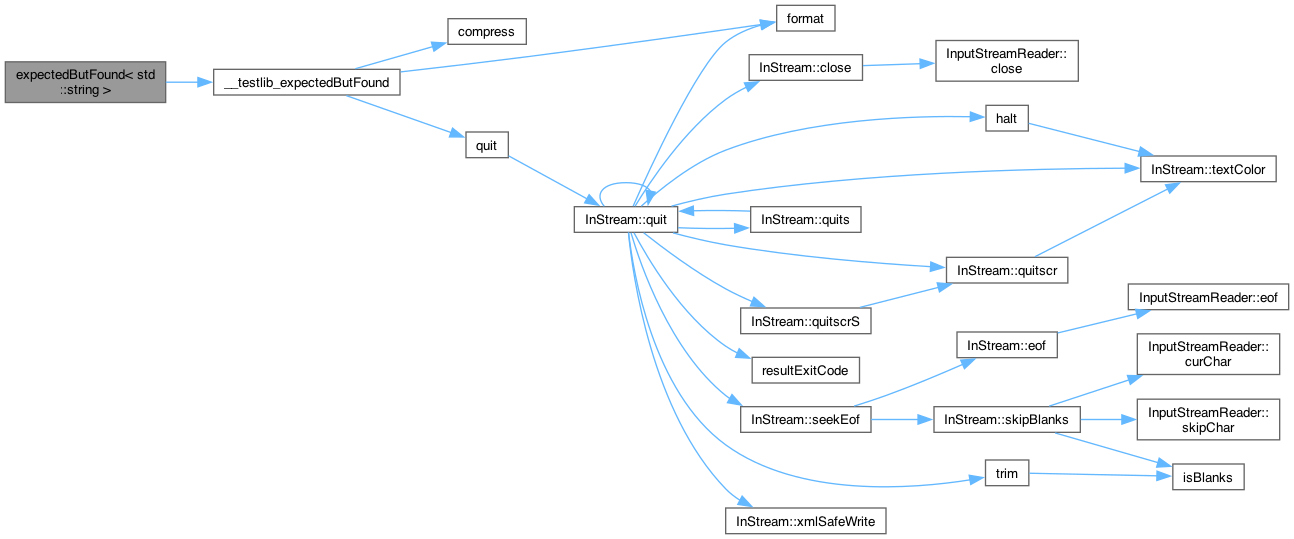 expectedButFound< std
::string >
__testlib_expectedButFound
compress
format
quit
InStream::quit
InStream::close
InputStreamReader::
close
halt
InStream::textColor
InStream::quits
InStream::quitscr
InStream::quitscrS
resultExitCode
InStream::seekEof
InStream::eof
InputStreamReader::eof
InStream::skipBlanks
InputStreamReader::
curChar
InputStreamReader::
skipChar
isBlanks
trim
InStream::xmlSafeWrite